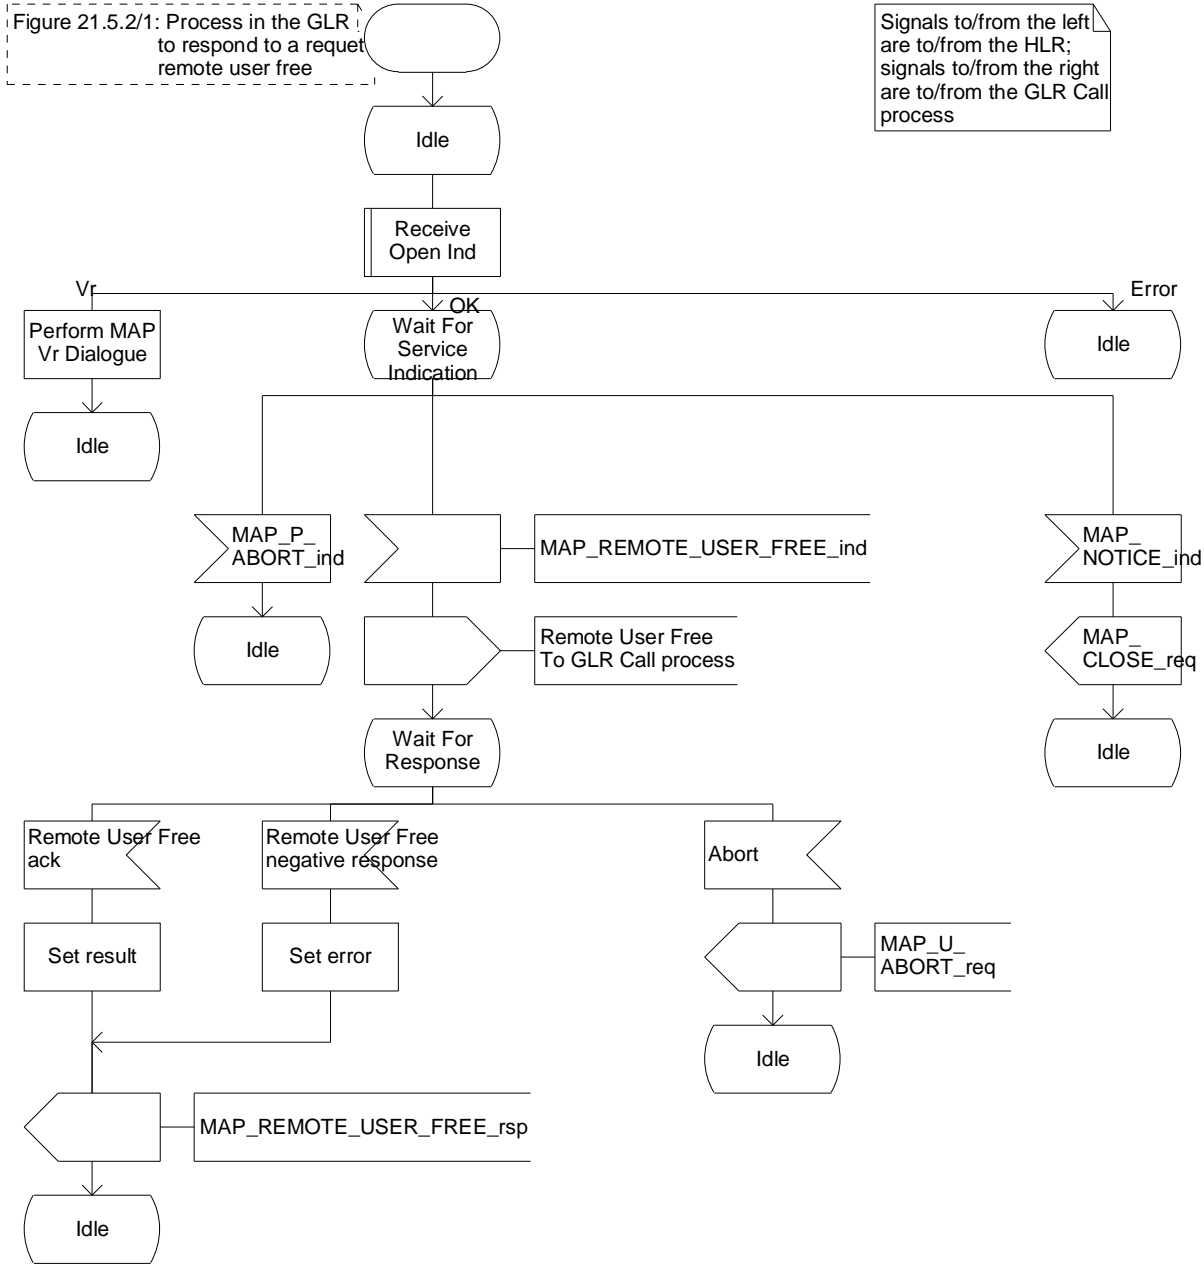 Figure 21.5.2/1: Process in the GLR
to respond to a requet
remote user free
Signals to/from the left
are to/from the HLR;
signals to/from the right
are to/from the GLR Call
process
Idle
Receive
Open Ind
Vr
OK
Error
Perform MAP
Vr Dialogue
Wait For
Service
Indication
Idle
Idle
MAP_P_
ABORT_ind
MAP_REMOTE_USER_FREE_ind
MAP_
NOTICE_ind
Idle
Remote User Free
To GLR Call process
MAP_
CLOSE_req
Wait For
Response
Idle
Remote User Free
ack
Remote User Free
negative response
Abort
Set result
Set error
MAP_U_
ABORT_req
Idle
MAP_REMOTE_USER_FREE_rsp
Idle